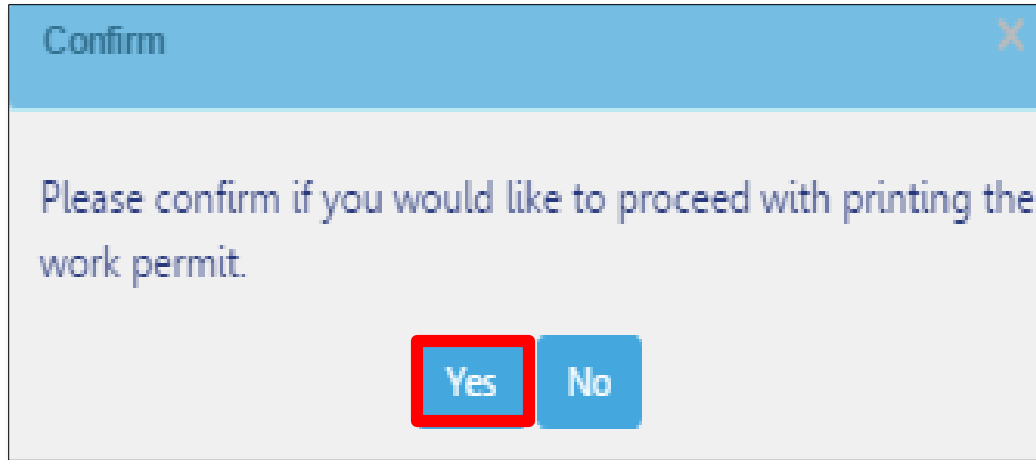 Confirm
X
Please confirm if you would like to proceed with printing the
work permit.
Yes No